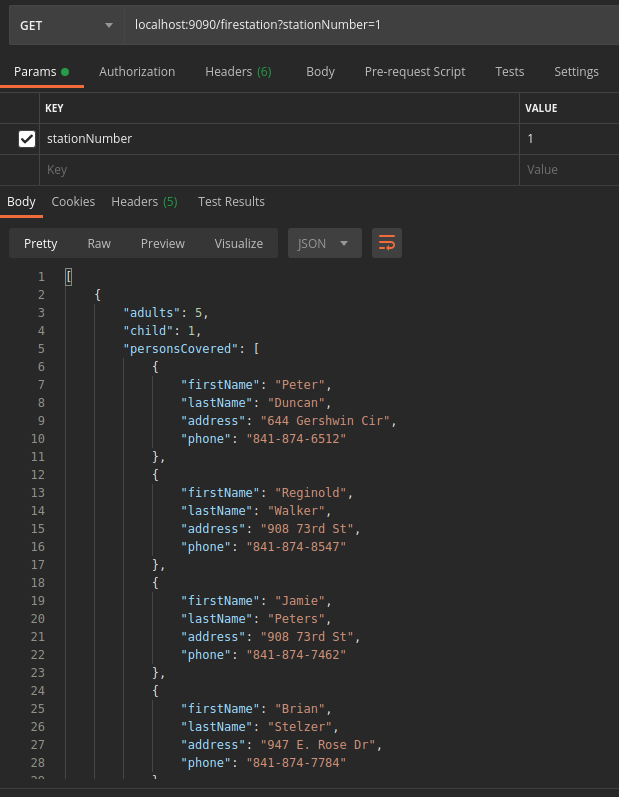 GET localhost:9090/firestation?stationNumber=1
Params Authorization Headers (6) Body Pre-request Script Tests Settings
KEY VALUE
stationNumber 1
Key Value
Body Cookies Headers (5) Test Results
Pretty Raw Preview Visualize JSON
1 [
2 {
3 "adults": 5,
4 "child": 1,
5 "personsCovered": [
6 {
7 "firstName": "Peter",
8 "lastName": "Duncan",
9 "address": "644 Gershwin Cir",
10 "phone": "841-874-6512"
11 },
12 {
13 "firstName": "Reginold",
14 "lastName": "Walker",
15 "address": "908 73rd St",
16 "phone": "841-874-8547"
17 },
18 {
19 "firstName": "Jamie",
20 "lastName": "Peters",
21 "address": "908 73rd St",
22 "phone": "841-874-7462"
23 },
24 {
25 "firstName": "Brian",
26 "lastName": "Stelzer",
27 "address": "947 E. Rose Dr",
28 "phone": "841-874-7784"